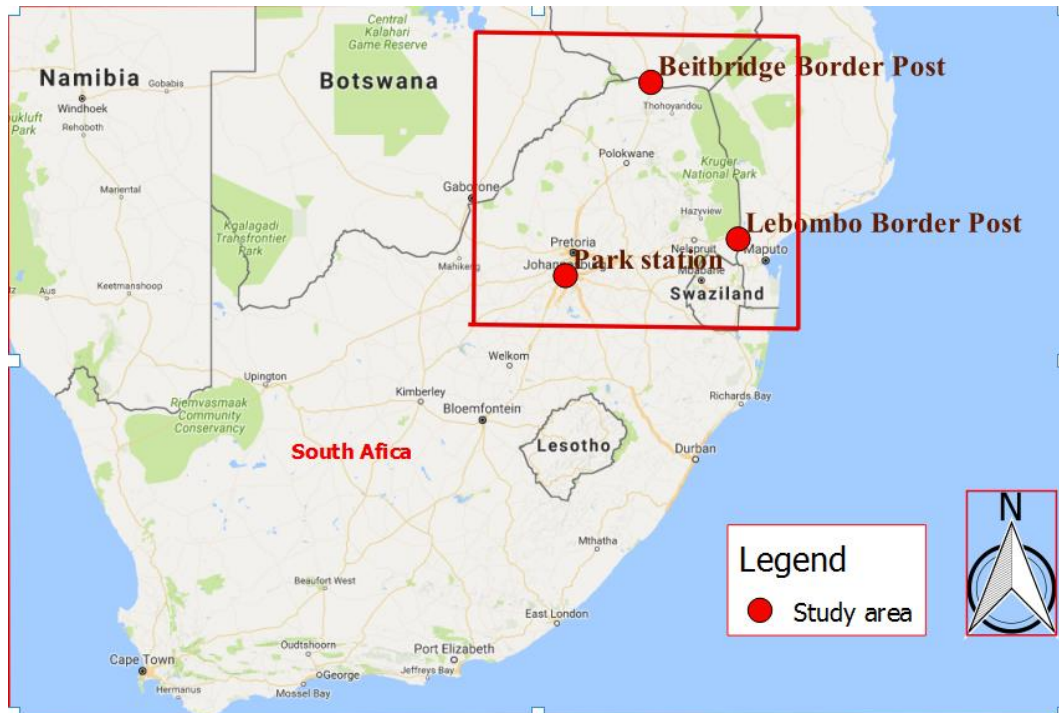 Central
Kalahari
Game Reserve
Namibia
Gobabis
Botswana
Beitbridge Border Post
Windhoek
Thohoyandou
Rehoboth
Polokwane
Kruger
National Park
Mariental
Gaborone
Kgalagadi
Transfrontier
Park
Hazyview
Lebombo Border Post
Pretoria
Nelspruit
Maputo
Mahikeng
Park station
Mbabane
Swaziland
Aus
Keetmanshoop
Welkom
Upington
Kimberley
Richards Bay
Riemvasmaak
Community
Conservancy
Bloemfontein
South Afica
Lesotho
Durban
N
Legend
Study area
Mthatha
Beaufort West
East London
Oudtshoorn
Port Elizabeth
Cape Town
George
Jeffreys Bay
Hermanus
Mossel Bay